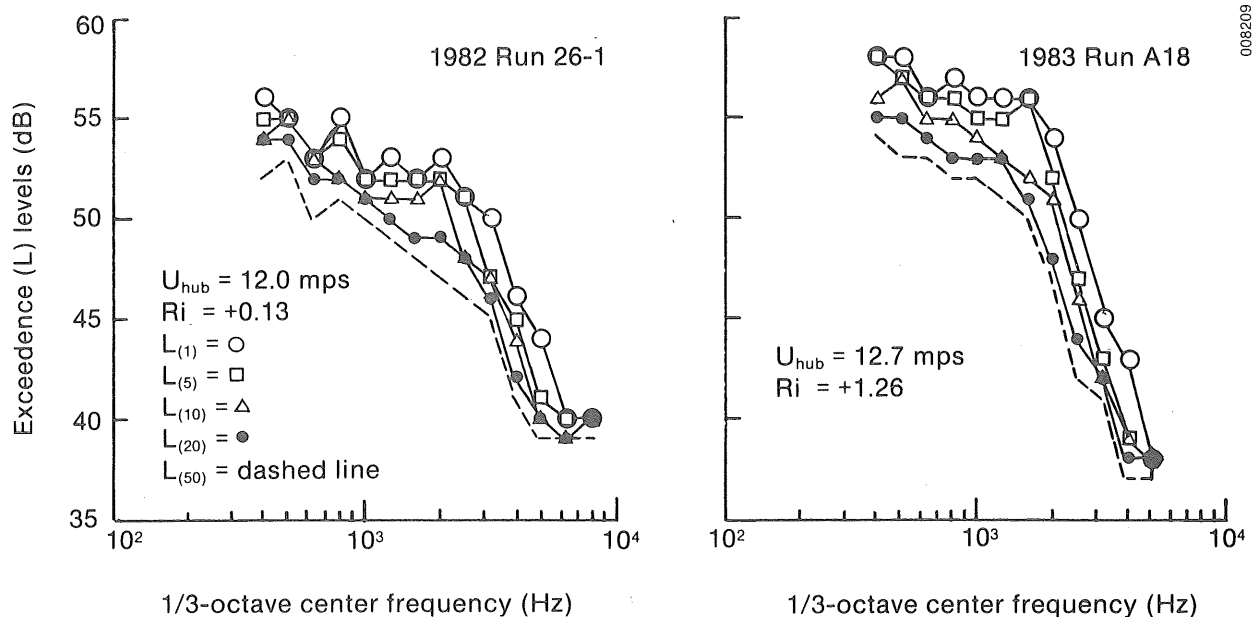 008209
1982 Run 26-1
1983 Run A18
Exceedence (L) levels (dB)
60
55
50
45
40
35
U_hub = 12.0 mps
Ri = +0.13
L(1) = ○
L(5) = □
L(10) = △
L(20) = ●
L(50) = dashed line
U_hub = 12.7 mps
Ri = +1.26
10² 10³ 10⁴
10² 10³ 10⁴
1/3-octave center frequency (Hz)
1/3-octave center frequency (Hz)